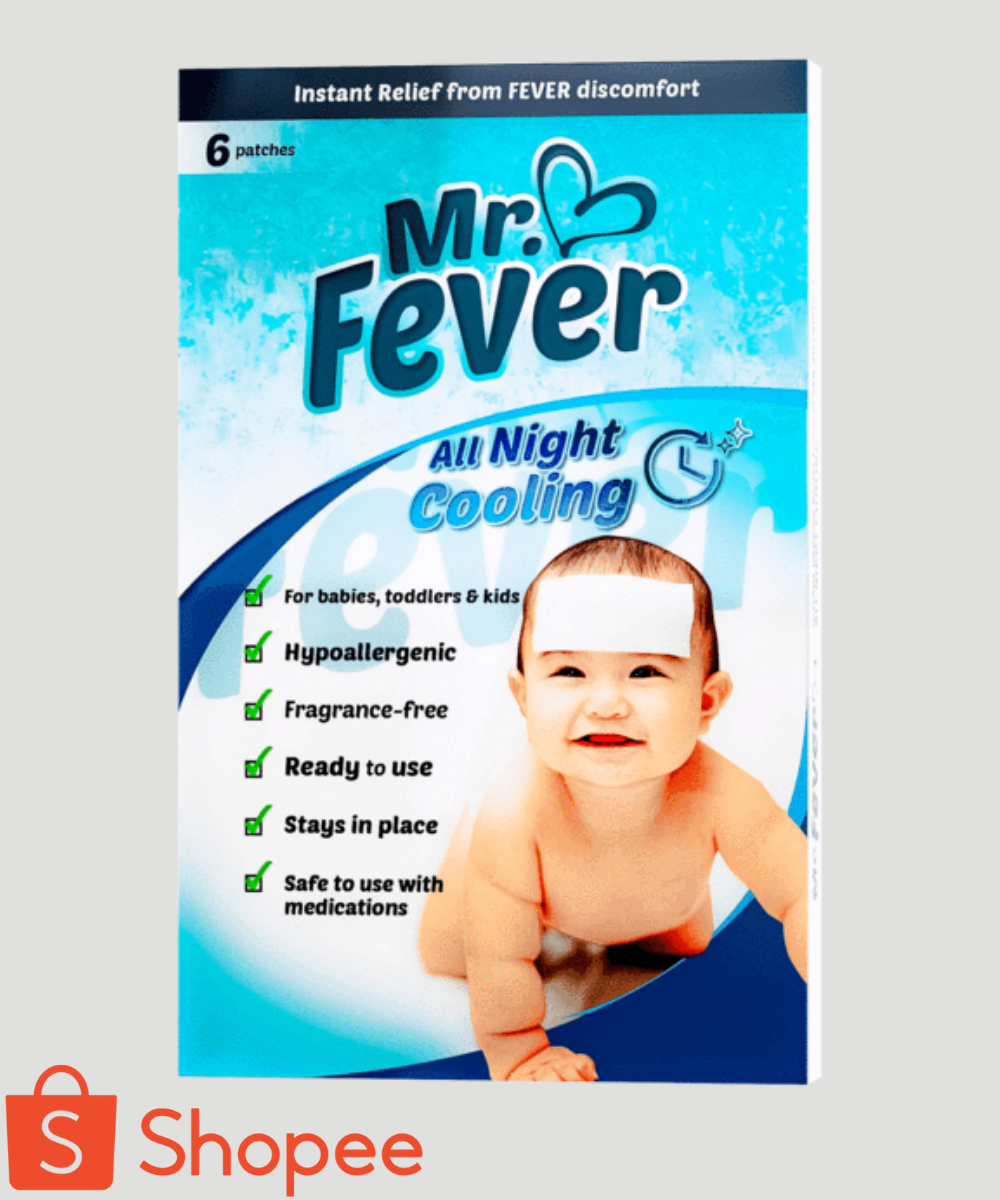 Instant Relief from FEVER discomfort
6 patches
Mr.
Fever
All Night
Cooling
For babies, toddlers & kids
Hypoallergenic
Fragrance-free
Ready to use
Stays in place
Safe to use with
medications
Shopee